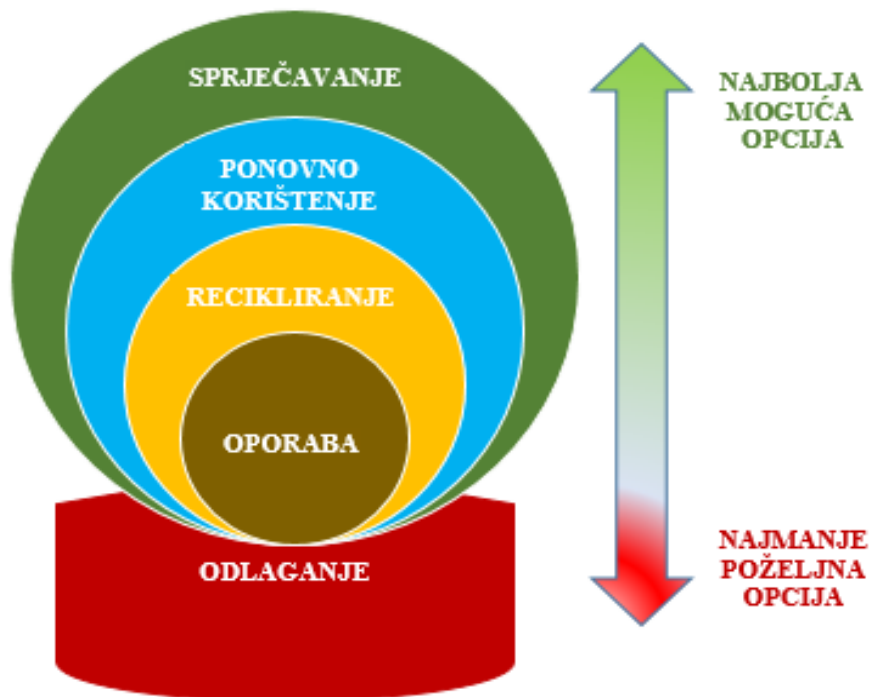 SPRJEČAVANJE
PONOVNO
KORIŠTENJE
RECIKLIRANJE
OPORABA
ODLAGANJE
NAJBOLJA
MOGUĆA
OPCIJA
NAJMANJE
POŽELJNA
OPCIJA